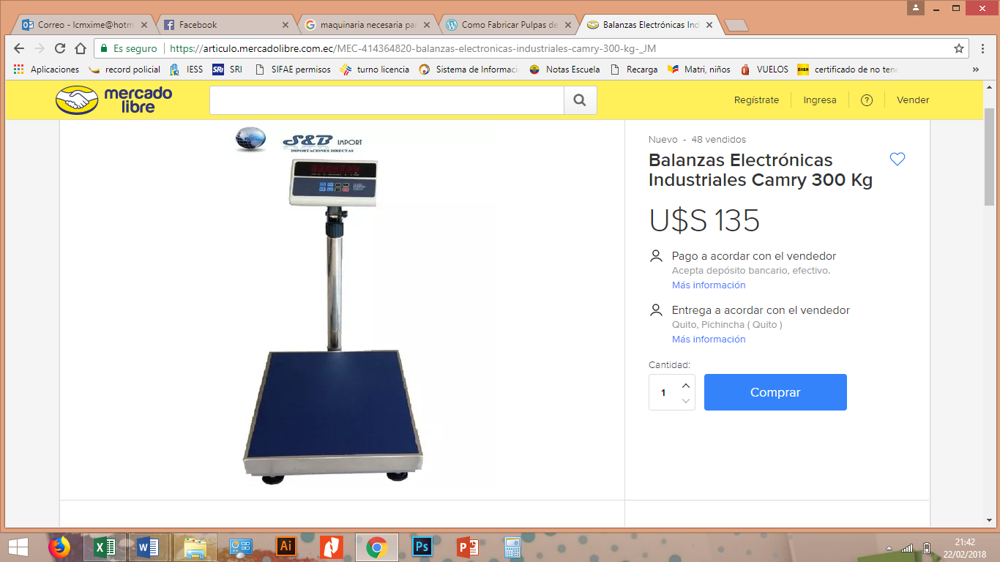 Correo - lcmxime@hotm
Facebook
maquinaria necesaria pa
Como Fabricar Pulpas de
Balanzas Electrónicas Ind
Es seguro
https://articulo.mercadolibre.com.ec/MEC-414364820-balanzas-electronicas-industriales-camry-300-kg-_JM
Aplicaciones
record policial
IESS
SRi
SRI
SIFAE permisos
turno licencia
Sistema de Informaci
Notas Escuela
Recarga
Matri, niños
VUELOS
certificado de no ten
»
mercado
libre
Regístrate
Ingresa
?
Vender
S&B IMPORT
IMPORTACIONES DIRECTAS
Nuevo - 48 vendidos
Balanzas Electrónicas
Industriales Camry 300 Kg
U$S 135
Pago a acordar con el vendedor
Acepta depósito bancario, efectivo.
Más información
Entrega a acordar con el vendedor
Quito, Pichincha ( Quito )
Más información
Cantidad:
1
Comprar
Ai
Ps
21:42
22/02/2018